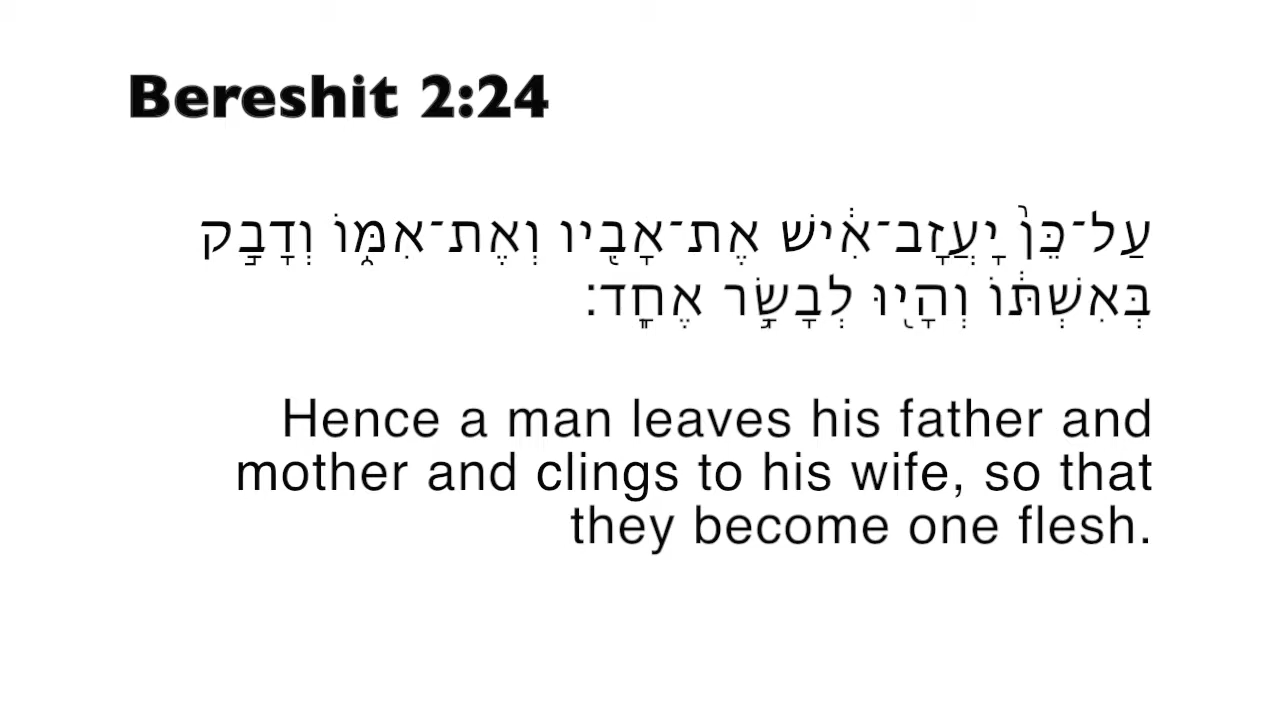 Bereshit 2:24
עַל־כֵּן֙ יַֽעֲזָב־אִ֔ישׁ אֶת־אָבִ֖יו וְאֶת־אִמּ֑וֹ וְדָבַ֣ק
בְּאִשְׁתּ֔וֹ וְהָי֖וּ לְבָשָׂ֥ר אֶחָֽד׃
Hence a man leaves his father and
mother and clings to his wife, so that
they become one flesh.